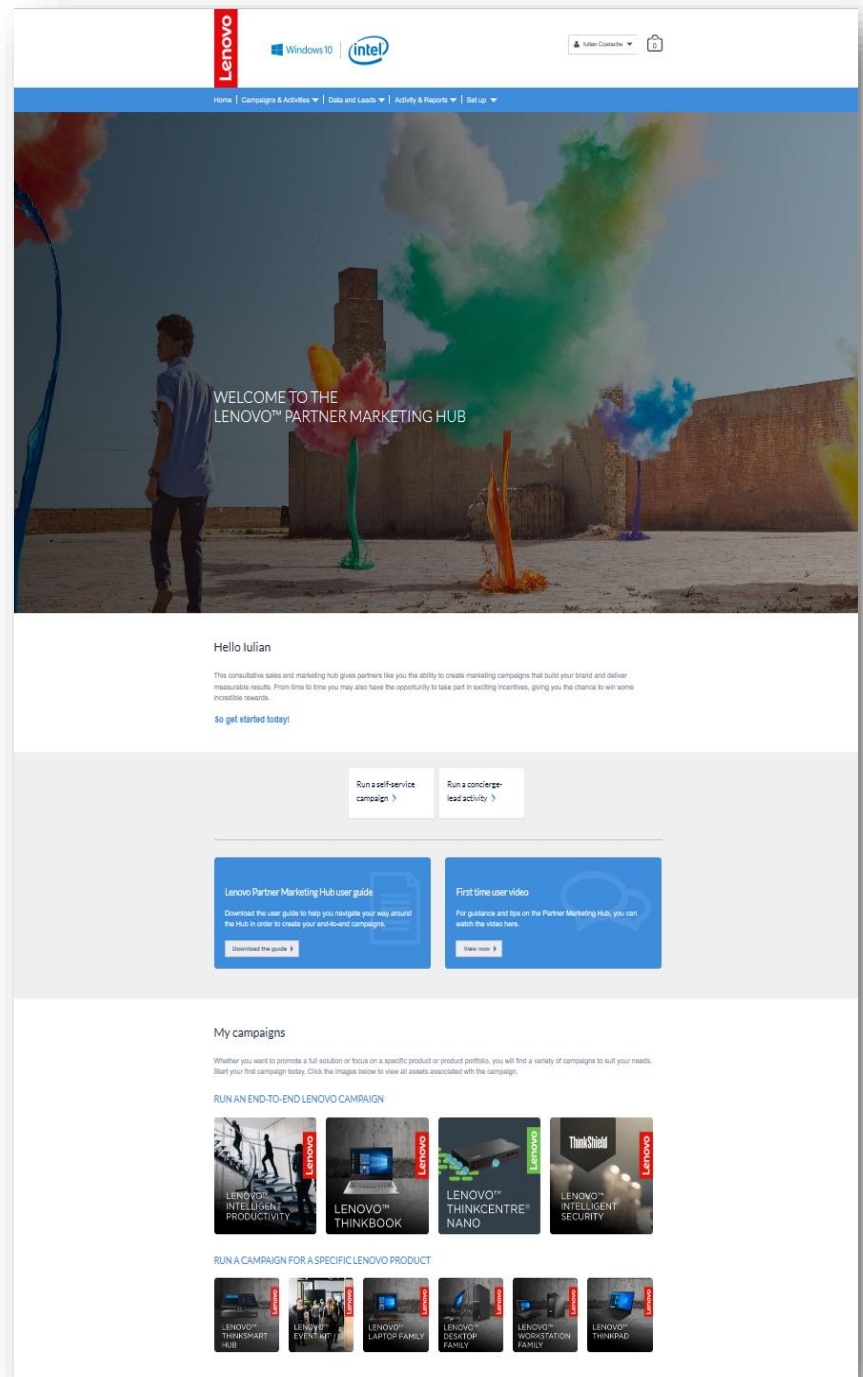 Lenovo
Windows 10
intel
Iulian Costache
0
Home | Campaigns & Activities | Data and Leads | Activity & Reports | Set up
WELCOME TO THE
LENOVO™ PARTNER MARKETING HUB
Hello Iulian
This consultative sales and marketing hub gives partners like you the ability to create marketing campaigns that build your brand and deliver
measurable results. From time to time you may also have the opportunity to take part in exciting incentives, giving you the chance to win some
incredible rewards.
So get started today!
Run a self-service
campaign
Run a concierge-
lead activity
Lenovo Partner Marketing Hub user guide
Download the user guide to help you navigate your way around
the Hub in order to create your end-to-end campaigns.
Download the guide
First time user video
For guidance and tips on the Partner Marketing Hub, you can
watch the video here.
View now
My campaigns
Whether you want to promote a full solution or focus on a specific product or product portfolio, you will find a variety of campaigns to suit your needs.
Start your first campaign today. Click the images below to view all assets associated with the campaign.
RUN AN END-TO-END LENOVO CAMPAIGN
LENOVO™
INTELLIGENT
PRODUCTIVITY
Lenovo
LENOVO™
THINKBOOK
Lenovo
LENOVO™
THINKCENTRE®
NANO
Lenovo
ThinkShield
LENOVO™
INTELLIGENT
SECURITY
Lenovo
RUN A CAMPAIGN FOR A SPECIFIC LENOVO PRODUCT
LENOVO™
THINKSMART
HUB
Lenovo
LENOVO™
EVENT KIT
Lenovo
LENOVO™
LAPTOP FAMILY
Lenovo
LENOVO™
DESKTOP
FAMILY
Lenovo
LENOVO™
WORKSTATION
FAMILY
Lenovo
LENOVO™
THINKPAD
Lenovo